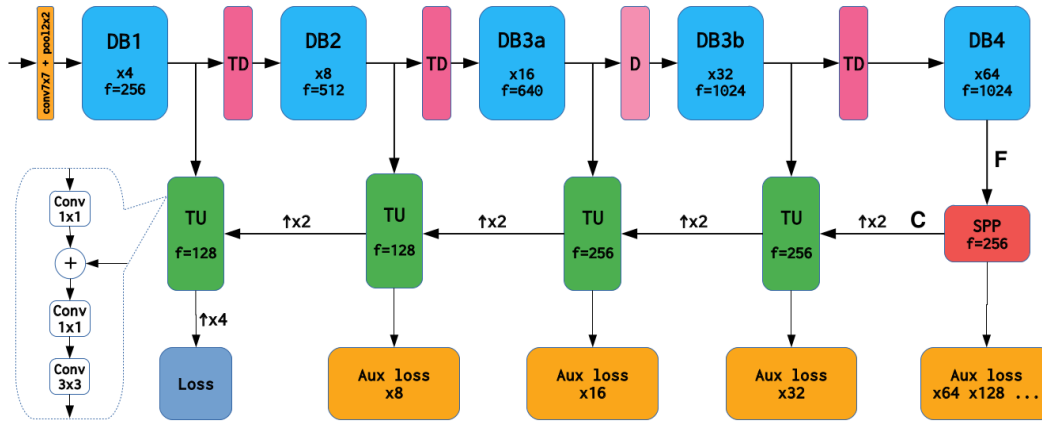 conv7x7 + pool2x2
DB1
x4
f=256
TD
DB2
x8
f=512
TD
DB3a
x16
f=640
D
DB3b
x32
f=1024
TD
DB4
x64
f=1024
F
Conv
1x1
+
Conv
1x1
Conv
3x3
TU
f=128
↑x2
TU
f=128
↑x2
TU
f=256
↑x2
TU
f=256
↑x2
C
SPP
f=256
↑x4
Loss
Aux loss
x8
Aux loss
x16
Aux loss
x32
Aux loss
x64 x128 ...